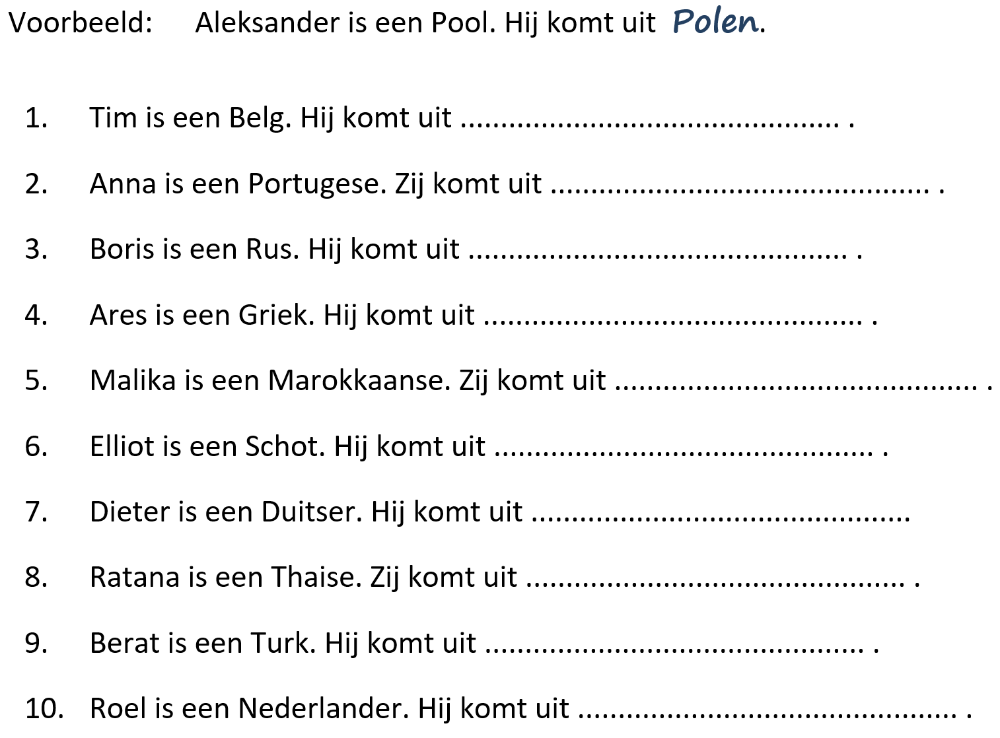 Voorbeeld: Aleksander is een Pool. Hij komt uit Polen.
1. Tim is een Belg. Hij komt uit ............................................... .
2. Anna is een Portugese. Zij komt uit ............................................... .
3. Boris is een Rus. Hij komt uit ............................................... .
4. Ares is een Griek. Hij komt uit ............................................... .
5. Malika is een Marokkaanse. Zij komt uit ............................................. .
6. Elliot is een Schot. Hij komt uit ............................................... .
7. Dieter is een Duitser. Hij komt uit ...............................................
8. Ratana is een Thaise. Zij komt uit ............................................... .
9. Berat is een Turk. Hij komt uit ............................................... .
10. Roel is een Nederlander. Hij komt uit ............................................... .